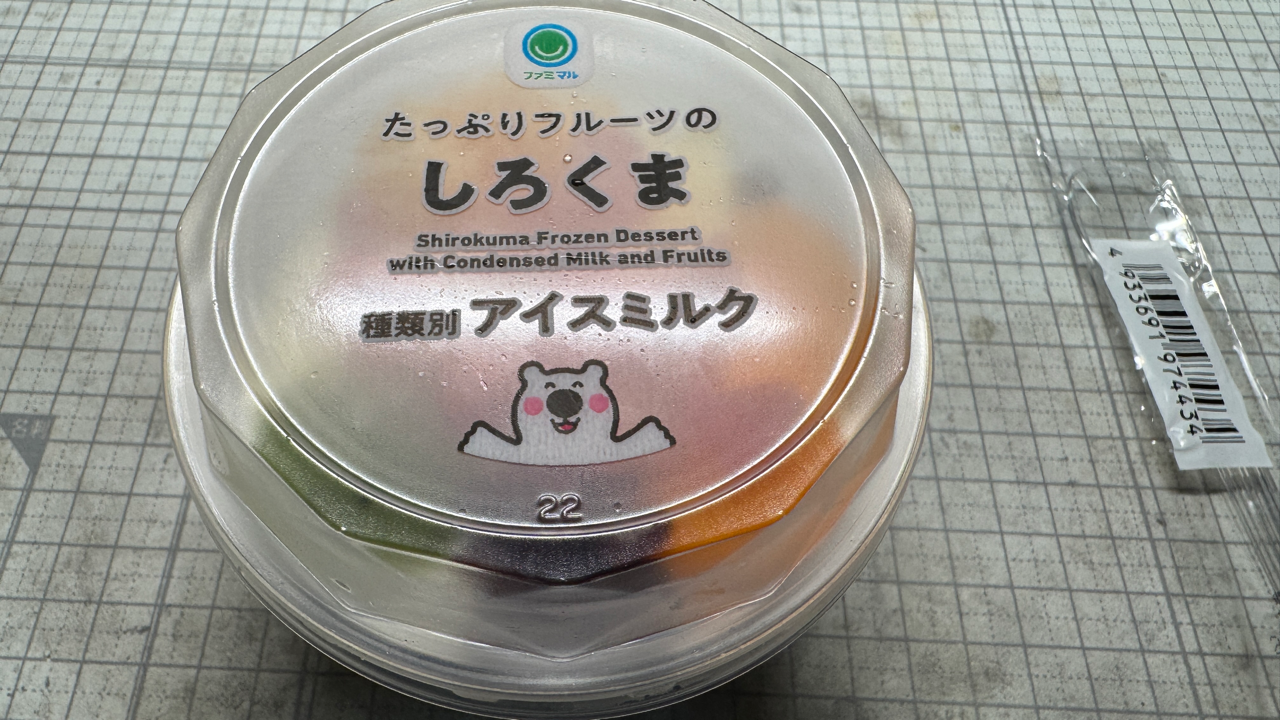 ファミマル
たっぷりフルーツの
しろくま
Shirokuma Frozen Dessert
with Condensed Milk and Fruits
種類別 アイスミルク
22
4 933691 974434